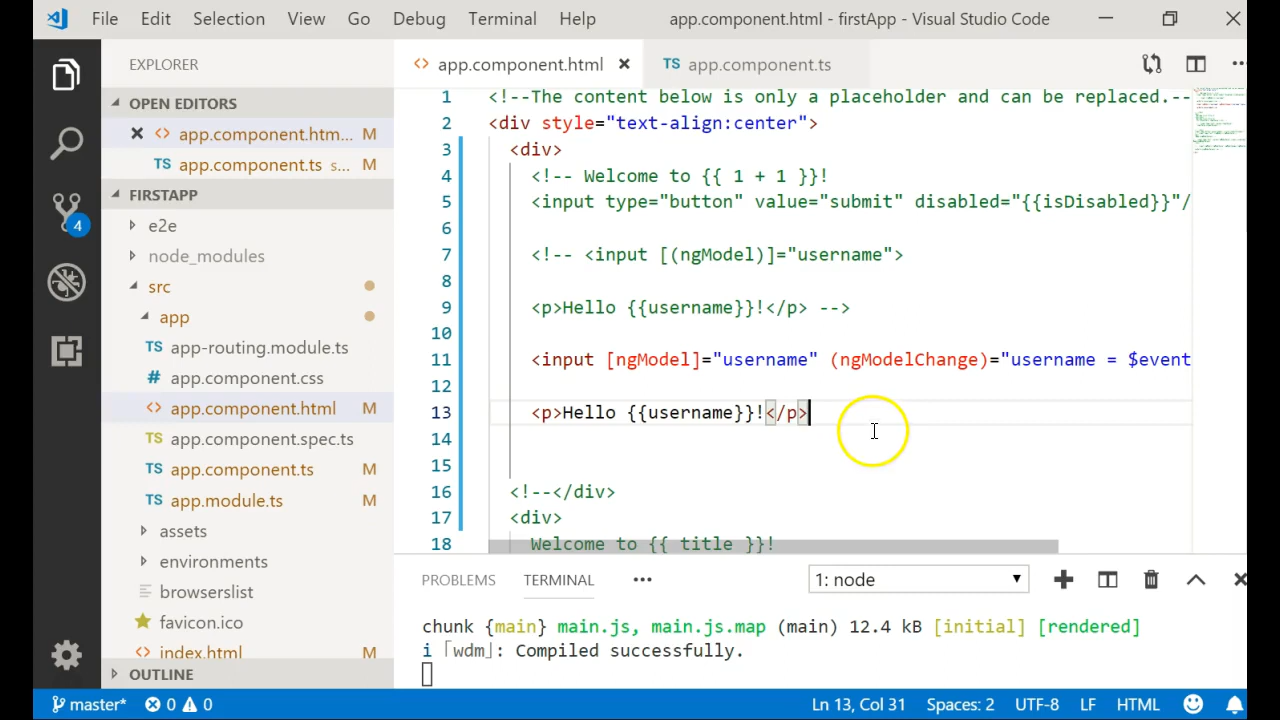 File Edit Selection View Go Debug Terminal Help app.component.html - firstApp - Visual Studio Code
EXPLORER
OPEN EDITORS
app.component.htm... M
TS app.component.ts s... M
FIRSTAPP
e2e
node_modules
src
app
TS app-routing.module.ts
# app.component.css
<> app.component.html M
TS app.component.spec.ts
TS app.component.ts M
TS app.module.ts M
assets
environments
browserslist
favicon.ico
<> index.html M
OUTLINE
4
<> app.component.html
TS app.component.ts
1 <!--The content below is only a placeholder and can be replaced.--
2 <div style="text-align:center">
3 <div>
4 <!-- Welcome to {{ 1 + 1 }}!
5 <input type="button" value="submit" disabled="{{isDisabled}}"/
6
7 <!-- <input [(ngModel)]="username">
8
9 <p>Hello {{username}}!</p> -->
10
11 <input [ngModel]="username" (ngModelChange)="username = $event
12
13 <p>Hello {{username}}!</p>
14
15
16 <!--</div>
17 <div>
18 Welcome to {{ title }}!
PROBLEMS TERMINAL ••• 1: node
chunk {main} main.js, main.js.map (main) 12.4 kB [initial] [rendered]
i ｢wdm｣: Compiled successfully.
master* 0 0 Ln 13, Col 31 Spaces: 2 UTF-8 LF HTML